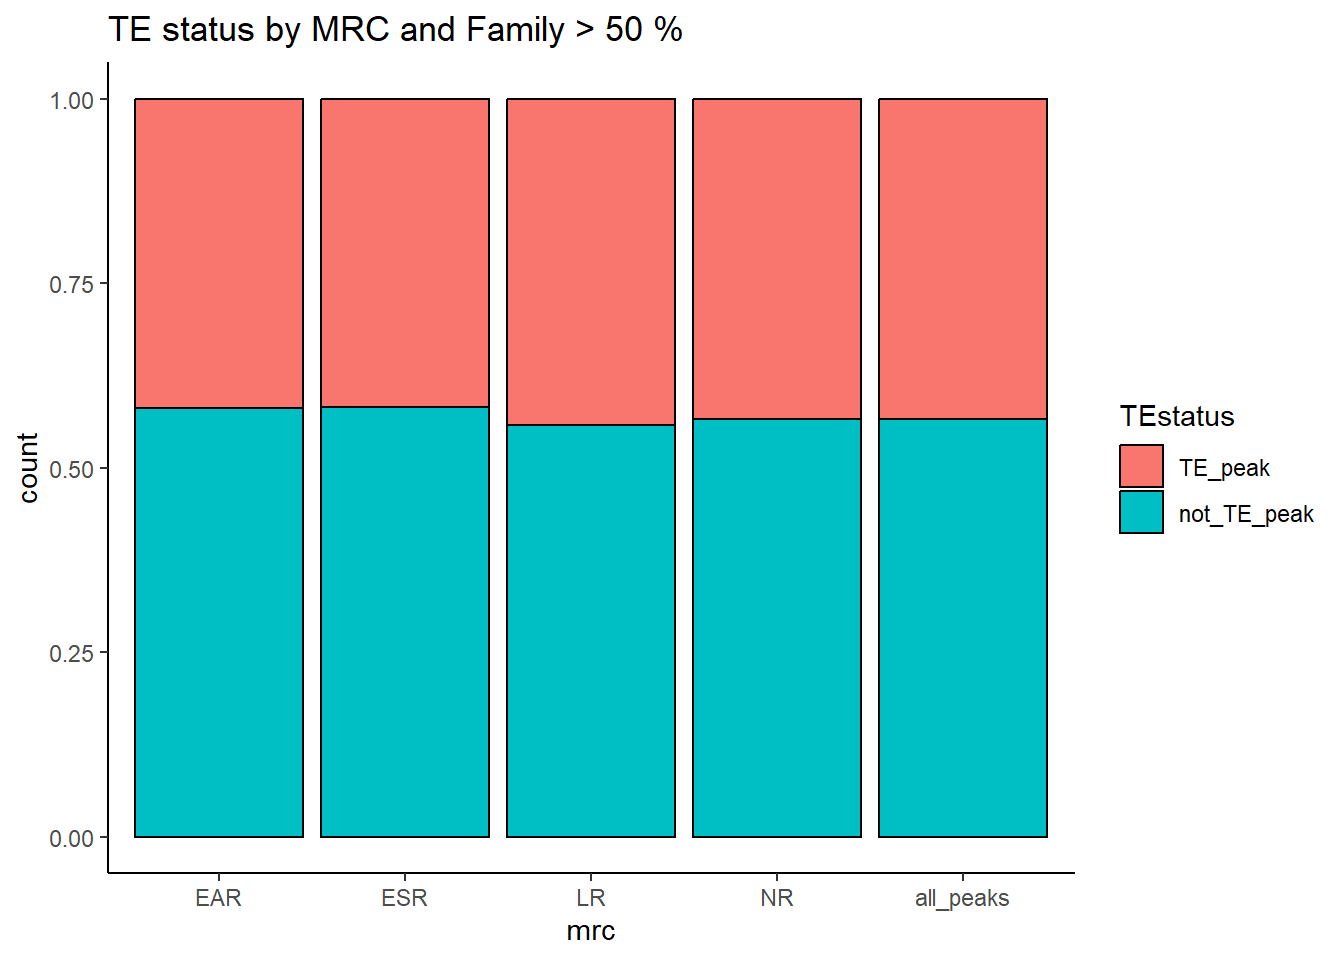 TE status by MRC and Family > 50 %
1.00
0.75
0.50
0.25
0.00
count
EAR ESR LR NR all_peaks
mrc
TEstatus
TE_peak
not_TE_peak